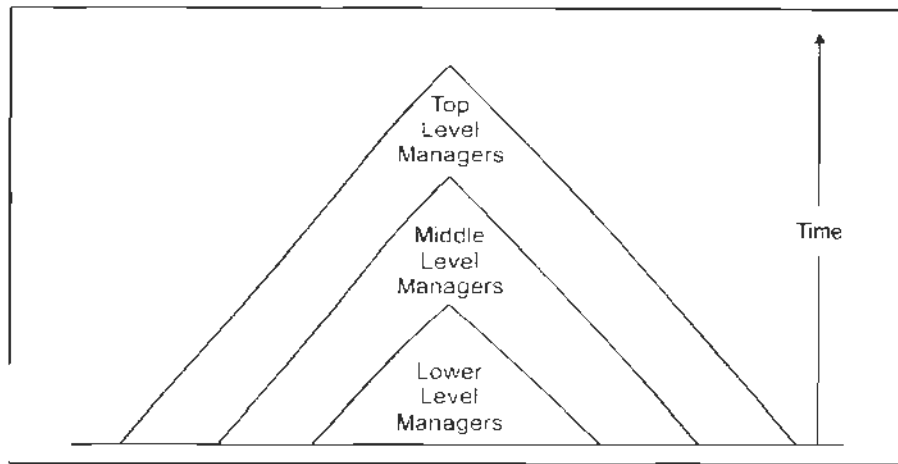 Top
Level
Managers
Time
Middle
Level
Managers
Lower
Level
Managers